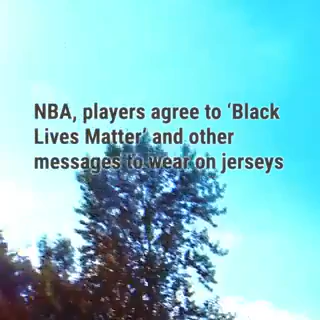 NBA, players agree to ‘Black
Lives Matter’ and other
messages to wear on jerseys